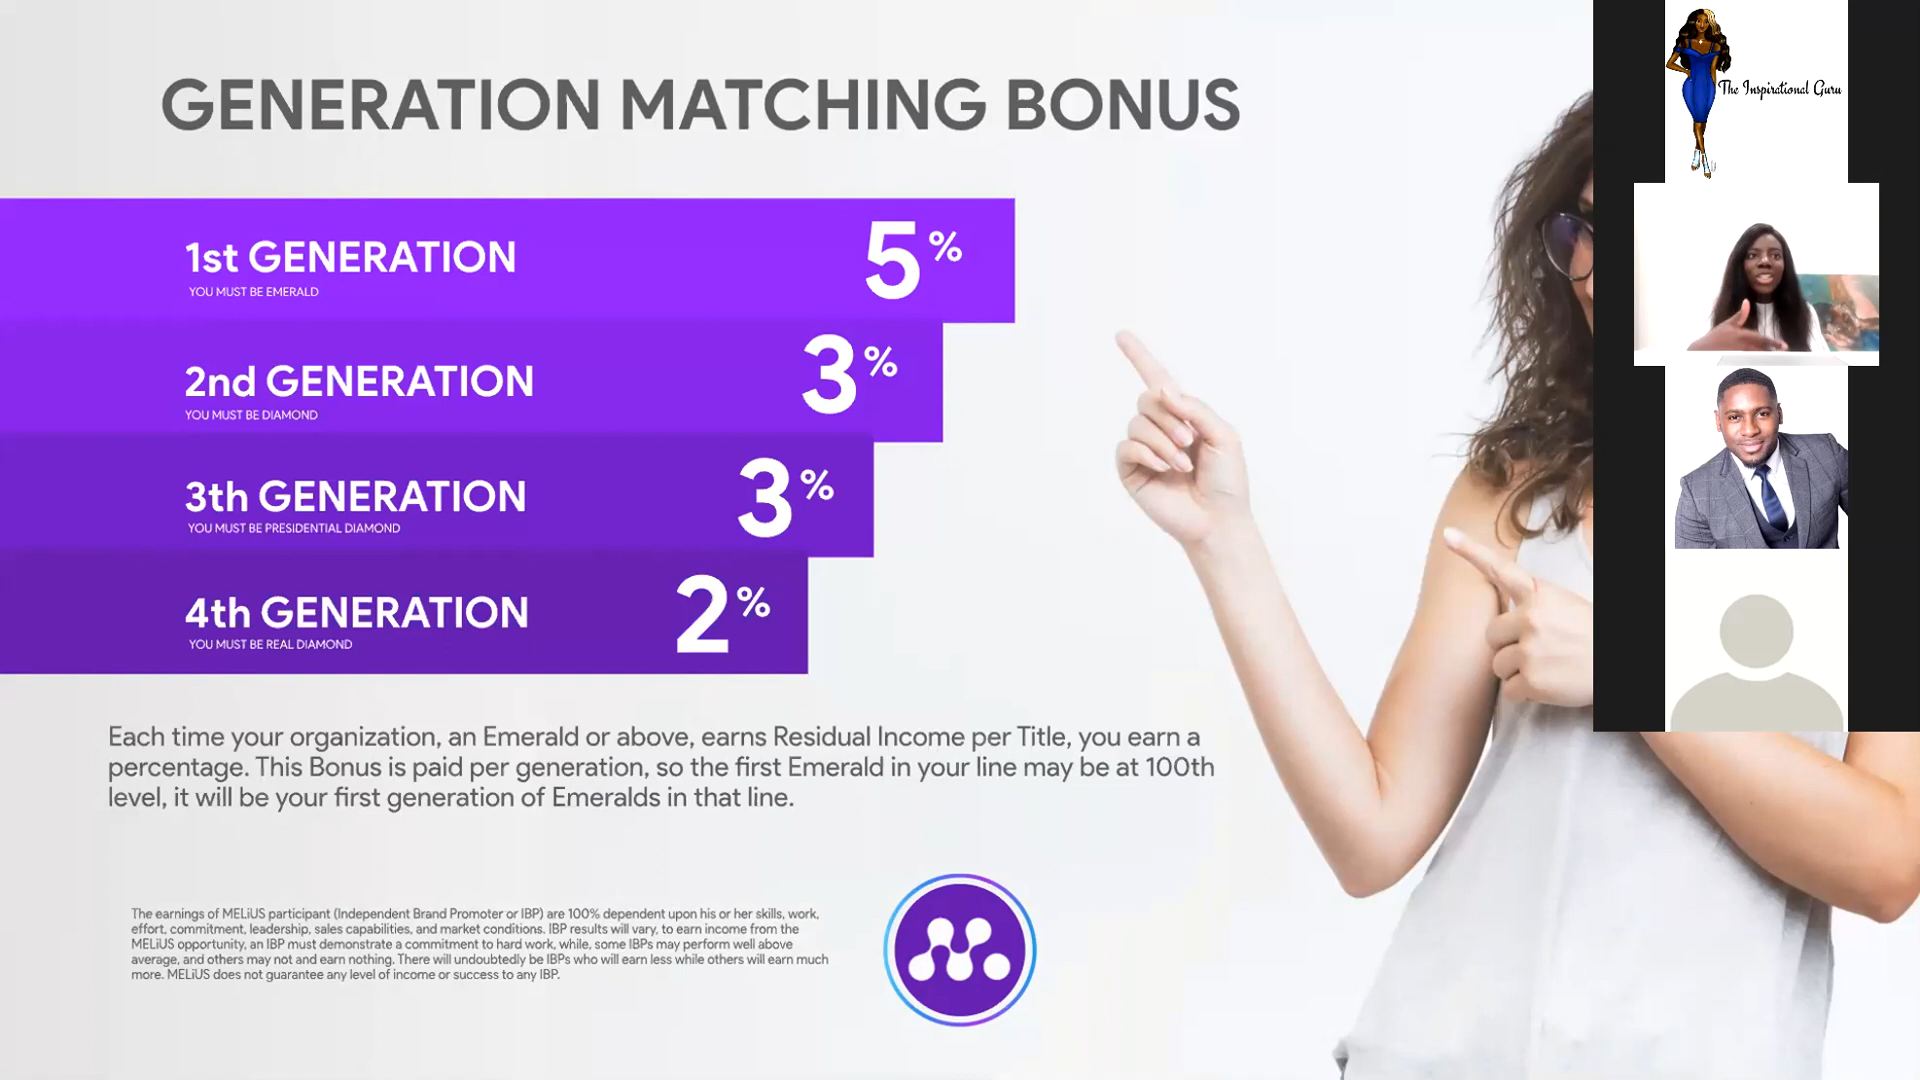 GENERATION MATCHING BONUS
1st GENERATION
YOU MUST BE EMERALD
5%
2nd GENERATION
YOU MUST BE DIAMOND
3%
3th GENERATION
YOU MUST BE PRESIDENTIAL DIAMOND
3%
4th GENERATION
YOU MUST BE REAL DIAMOND
2%
Each time your organization, an Emerald or above, earns Residual Income per Title, you earn a
percentage. This Bonus is paid per generation, so the first Emerald in your line may be at 100th
level, it will be your first generation of Emeralds in that line.
The earnings of MELiUS participant (Independent Brand Promoter or IBP) are 100% dependent upon his or her skills, work,
effort, commitment, leadership, sales capabilities, and market conditions. IBP results will vary, to earn income from the
MELiUS opportunity, an IBP must demonstrate a commitment to hard work, while, some IBPs may perform well above
average, and others may not and earn nothing. There will undoubtedly be IBPs who will earn less while others will earn much
more. MELiUS does not guarantee any level of income or success to any IBP.
The Inspirational Guru